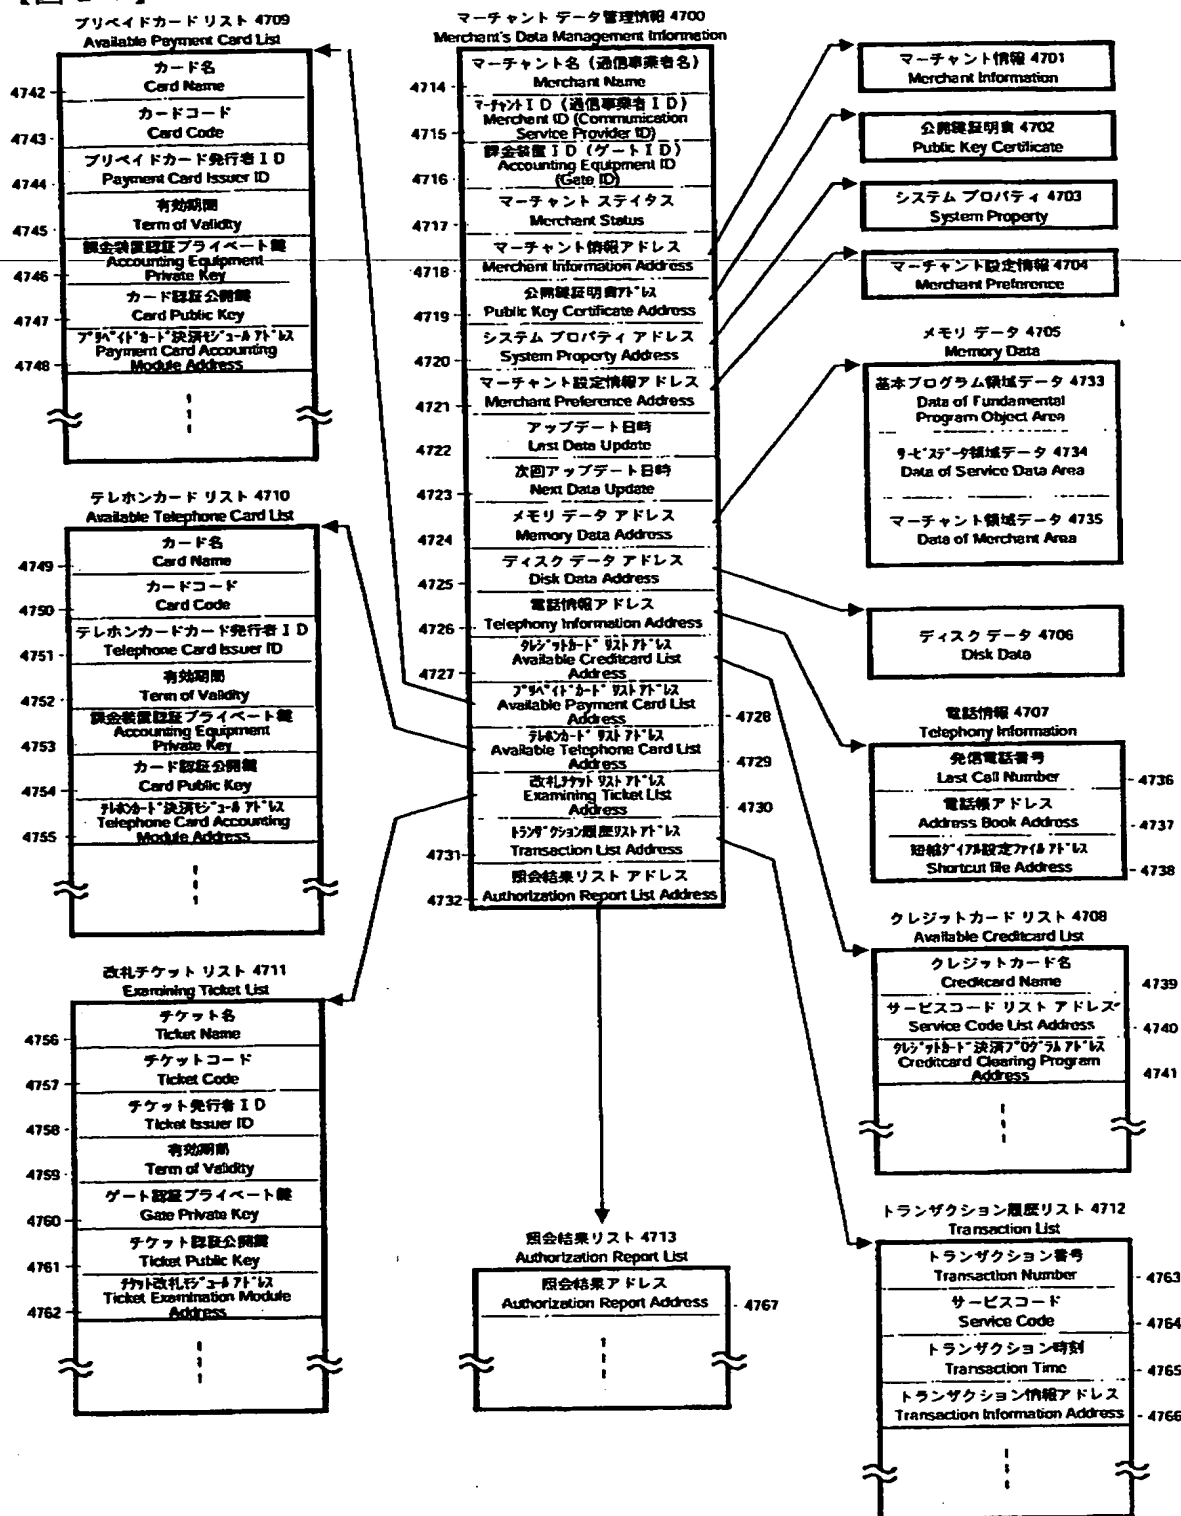 プリペイドカード リスト 4709
Available Payment Card List
カード名
Card Name
4742
カードコード
Card Code
4743
プリペイドカード発行者ID
Payment Card Issuer ID
4744
有効期間
Term of Validity
4745
課金装置認証プライベート鍵
Accounting Equipment
Private Key
4746
カード認証公開鍵
Card Public Key
4747
プリペイドカード決済モジュールアドレス
Payment Card Accounting
Module Address
4748
テレホンカード リスト 4710
Available Telephone Card List
カード名
Card Name
4749
カードコード
Card Code
4750
テレホンカードカード発行者ID
Telephone Card Issuer ID
4751
有効期間
Term of Validity
4752
課金装置認証プライベート鍵
Accounting Equipment
Private Key
4753
カード認証公開鍵
Card Public Key
4754
テレホンカード決済モジュールアドレス
Telephone Card Accounting
Module Address
4755
改札チケット リスト 4711
Examining Ticket List
チケット名
Ticket Name
4756
チケットコード
Ticket Code
4757
チケット発行者ID
Ticket Issuer ID
4758
有効期間
Term of Validity
4759
ゲート認証プライベート鍵
Gate Private Key
4760
チケット認証公開鍵
Ticket Public Key
4761
チケット改札モジュールアドレス
Ticket Examination Module
Address
4762
マーチャント データ管理情報 4700
Merchant's Data Management Information
マーチャント名(通信事業者名)
Merchant Name
4714
マーチャントID(通信事業者ID)
Merchant ID (Communication
Service Provider ID)
4715
課金装置ID(ゲートID)
Accounting Equipment ID
(Gate ID)
4716
マーチャント ステイタス
Merchant Status
4717
マーチャント情報アドレス
Merchant Information Address
4718
公開鍵証明書アドレス
Public Key Certificate Address
4719
システム プロパティ アドレス
System Property Address
4720
マーチャント設定情報アドレス
Merchant Preference Address
4721
アップデート日時
Last Data Update
4722
次回アップデート日時
Next Data Update
4723
メモリ データ アドレス
Memory Data Address
4724
ディスク データ アドレス
Disk Data Address
4725
電話情報アドレス
Telephony Information Address
4726
クレジットカード リストアドレス
Available Creditcard List
Address
4727
プリペイドカード リストアドレス
Available Payment Card List
Address
4728
テレホンカード リストアドレス
Available Telephone Card List
Address
4729
改札チケット リストアドレス
Examining Ticket List
Address
4730
トランザクション履歴リストアドレス
Transaction List Address
4731
照会結果リスト アドレス
Authorization Report List Address
4732
照会結果リスト 4713
Authorization Report List
照会結果アドレス
Authorization Report Address
4767
マーチャント情報 4701
Merchant Information
公開鍵証明書 4702
Public Key Certificate
システム プロパティ 4703
System Property
マーチャント設定情報 4704
Merchant Preference
メモリ データ 4705
Memory Data
基本プログラム領域データ 4733
Data of Fundamental
Program Object Area
サービスデータ領域データ 4734
Data of Service Data Area
マーチャント領域データ 4735
Data of Merchant Area
ディスク データ 4706
Disk Data
電話情報 4707
Telephony Information
発信電話番号
Last Call Number
4736
電話帳アドレス
Address Book Address
4737
短縮ダイアル設定ファイルアドレス
Shortcut file Address
4738
クレジットカード リスト 4708
Available Creditcard List
クレジットカード名
Creditcard Name
4739
サービスコード リスト アドレス
Service Code List Address
4740
クレジットカード決済プログラムアドレス
Creditcard Clearing Program
Address
4741
トランザクション履歴リスト 4712
Transaction List
トランザクション番号
Transaction Number
4763
サービスコード
Service Code
4764
トランザクション時刻
Transaction Time
4765
トランザクション情報アドレス
Transaction Information Address
4766